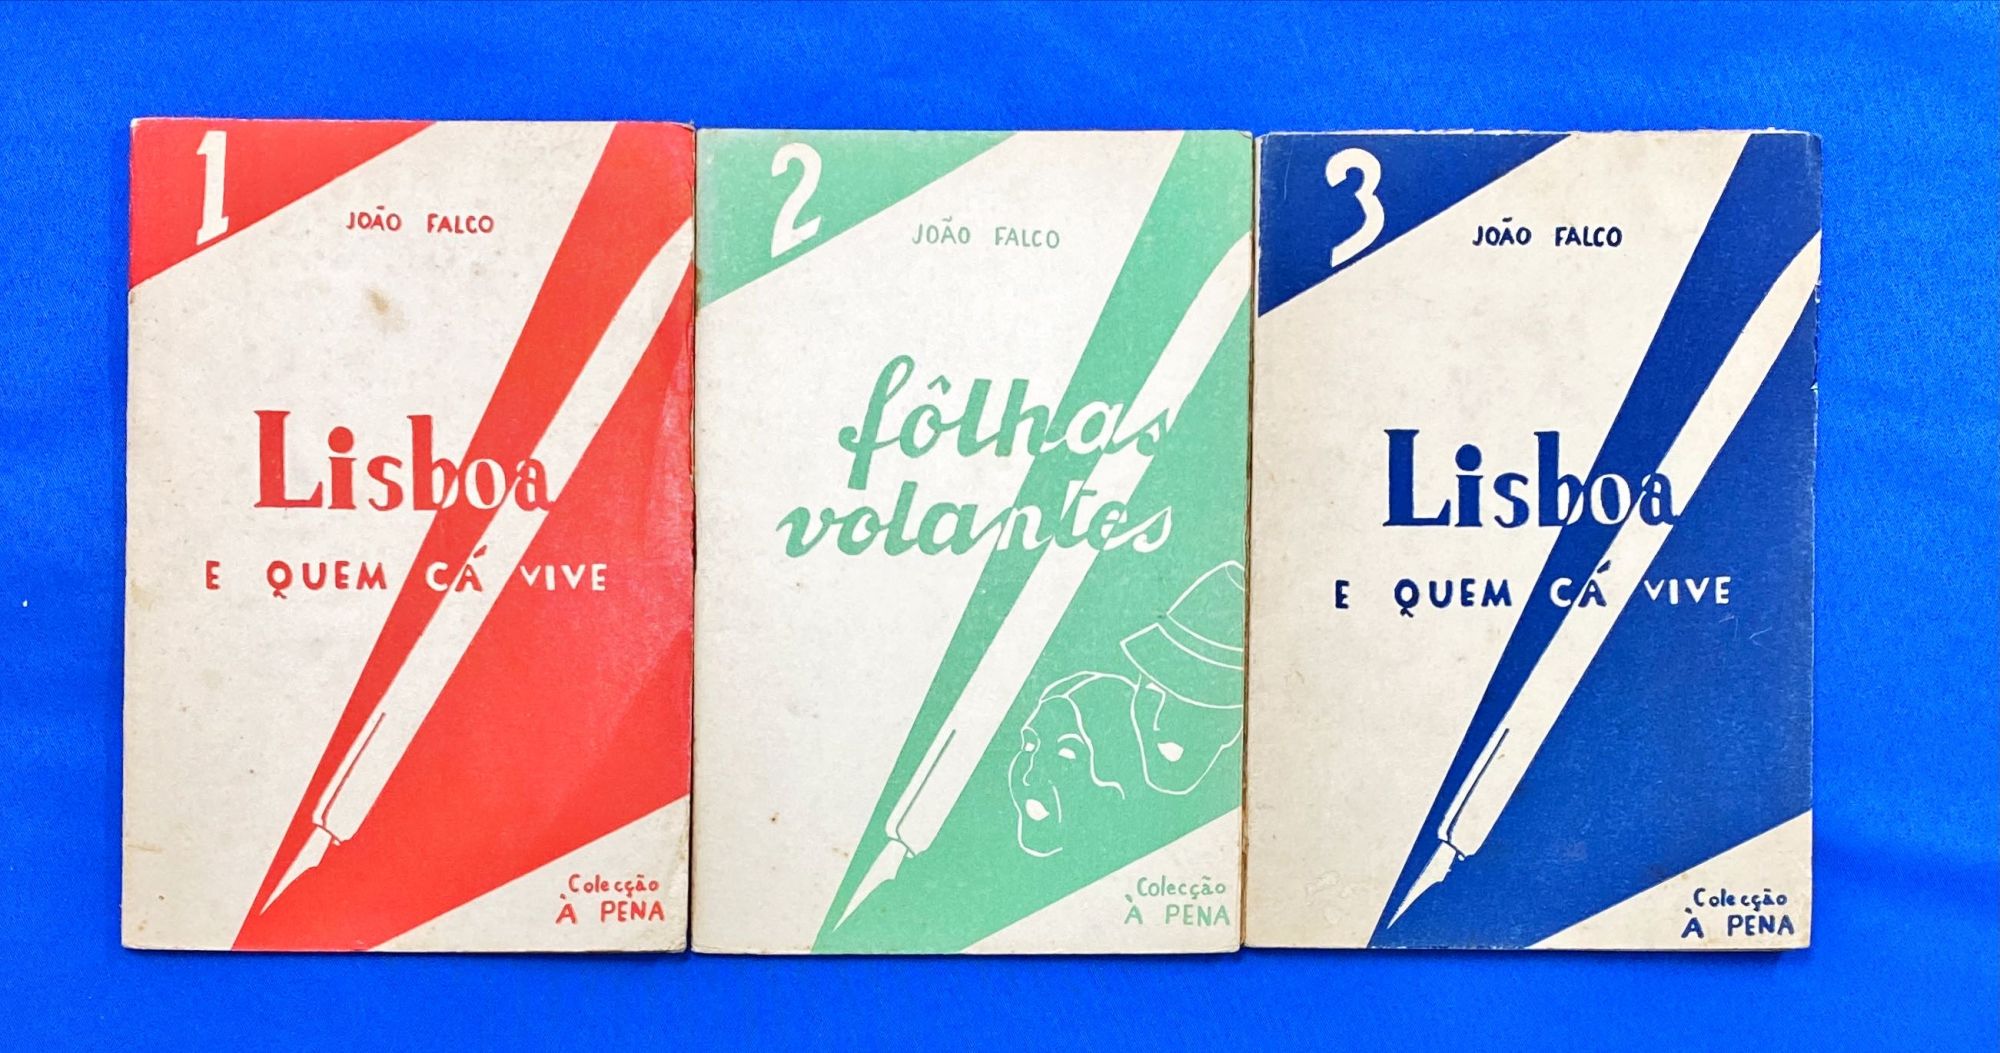 1
JOÃO FALCO
Lisboa
E QUEM CÁ VIVE
Colecção
À PENA
2
JOÃO FALCO
fôlhas
volantes
Colecção
À PENA
3
JOÃO FALCO
Lisboa
E QUEM CÁ VIVE
Colecção
À PENA